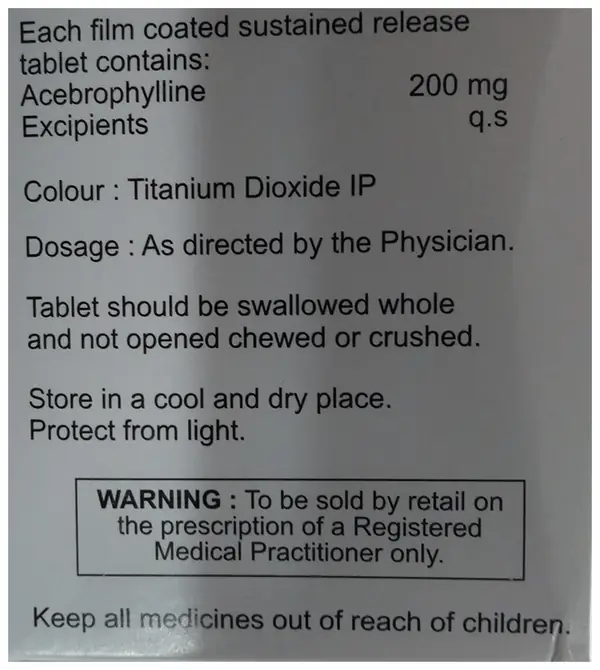 Each film coated sustained release
tablet contains:
Acebrophylline 200 mg
Excipients q.s
Colour : Titanium Dioxide IP
Dosage : As directed by the Physician.
Tablet should be swallowed whole
and not opened chewed or crushed.
Store in a cool and dry place.
Protect from light.
WARNING : To be sold by retail on
the prescription of a Registered
Medical Practitioner only.
Keep all medicines out of reach of children.